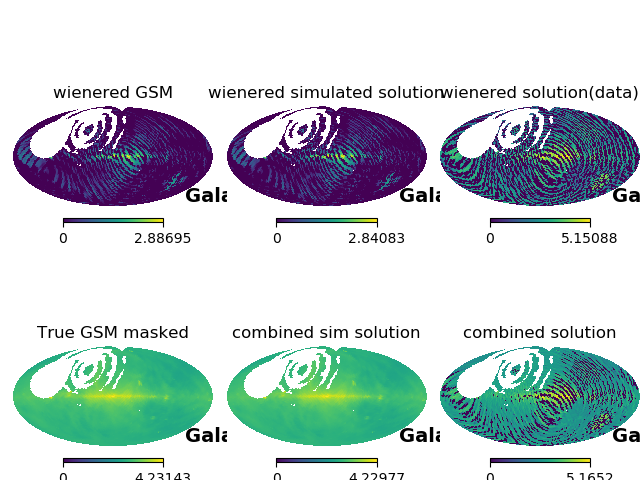 wienered GSM
wienered simulated solution
wienered solution(data)
Gala
Gala
Ga
0 2.88695
0 2.84083
0 5.15088
True GSM masked
combined sim solution
combined solution
Gala
Gala
Ga
0 4.23143
0 4.22977
0 5.1652